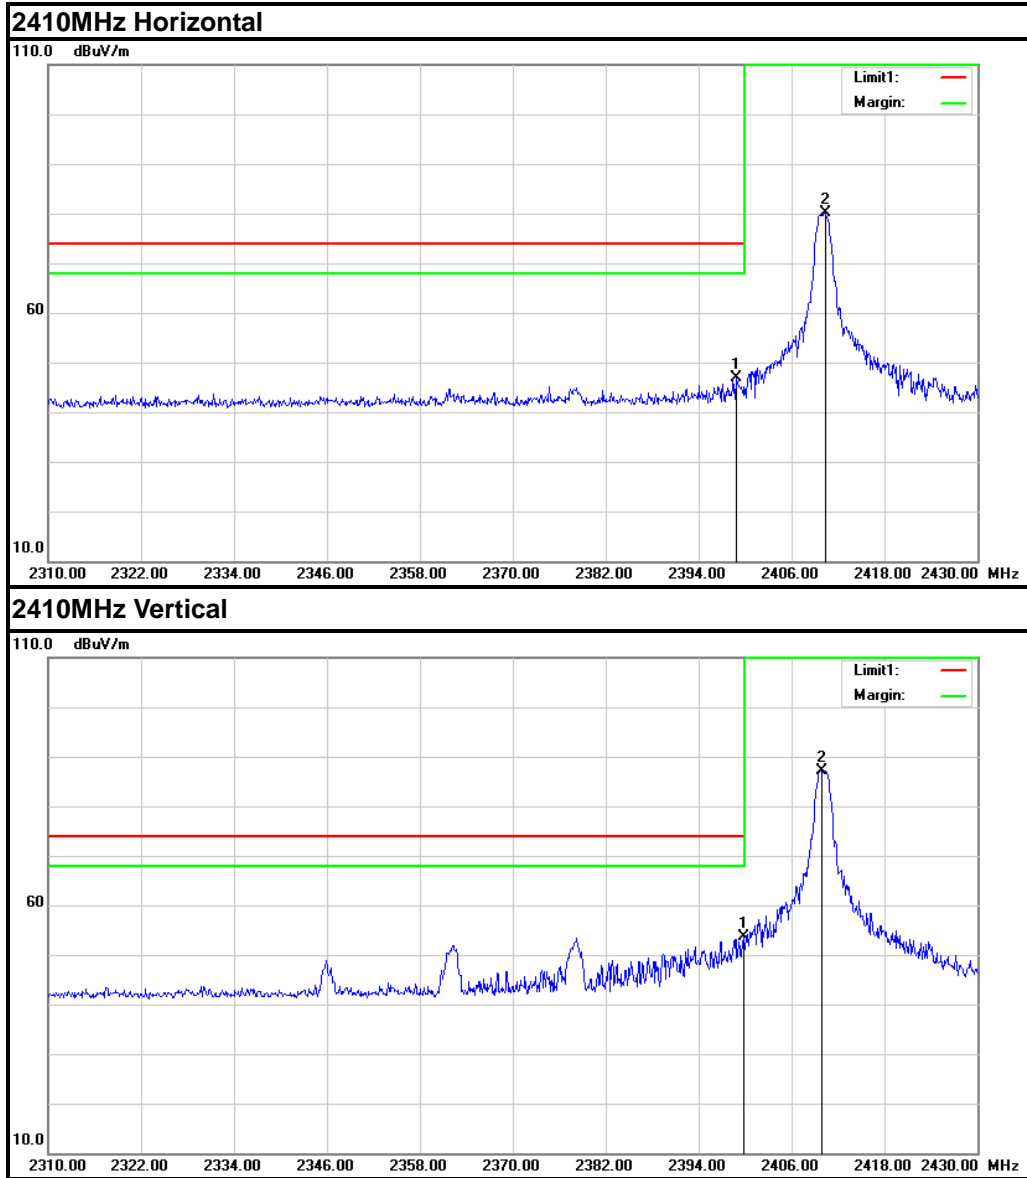 2410MHz Horizontal
110.0 dBuV/m
Limit1:
Margin:
2
60
1
10.0
2310.00 2322.00 2334.00 2346.00 2358.00 2370.00 2382.00 2394.00 2406.00 2418.00 2430.00 MHz
2410MHz Vertical
110.0 dBuV/m
Limit1:
Margin:
2
60
1
10.0
2310.00 2322.00 2334.00 2346.00 2358.00 2370.00 2382.00 2394.00 2406.00 2418.00 2430.00 MHz